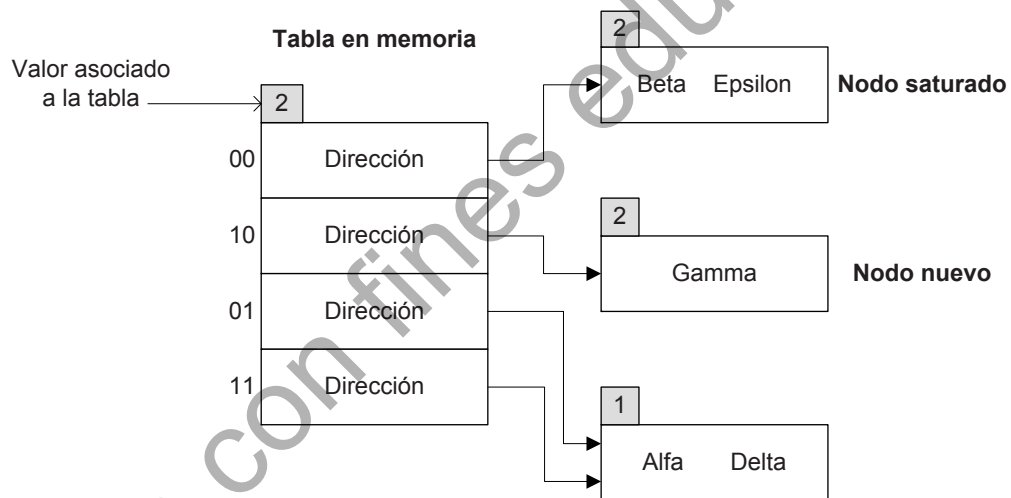 Tabla en memoria
Valor asociado
a la tabla
2
00 Dirección
10 Dirección
01 Dirección
11 Dirección
2
Beta Epsilon
Nodo saturado
2
Gamma
Nodo nuevo
1
Alfa Delta
con fines